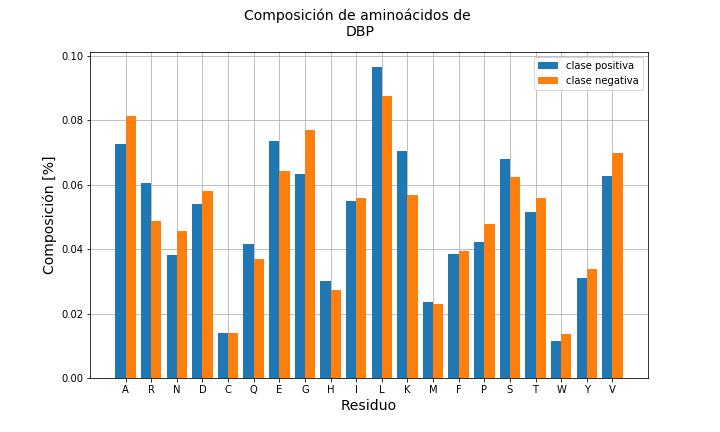 Composición de aminoácidos de
DBP
clase positiva
clase negativa
Composición [%]
0.10
0.08
0.06
0.04
0.02
0.00
A R N D C Q E G H I L K M F P S T W Y V
Residuo